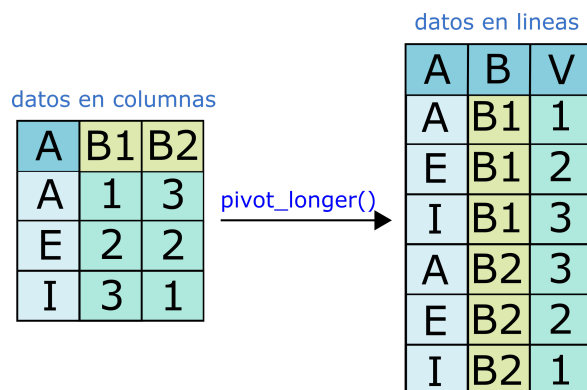 datos en columnas
A B1 B2
A 1 3
E 2 2
I 3 1
pivot_longer()
datos en lineas
A B V
A B1 1
E B1 2
I B1 3
A B2 3
E B2 2
I B2 1